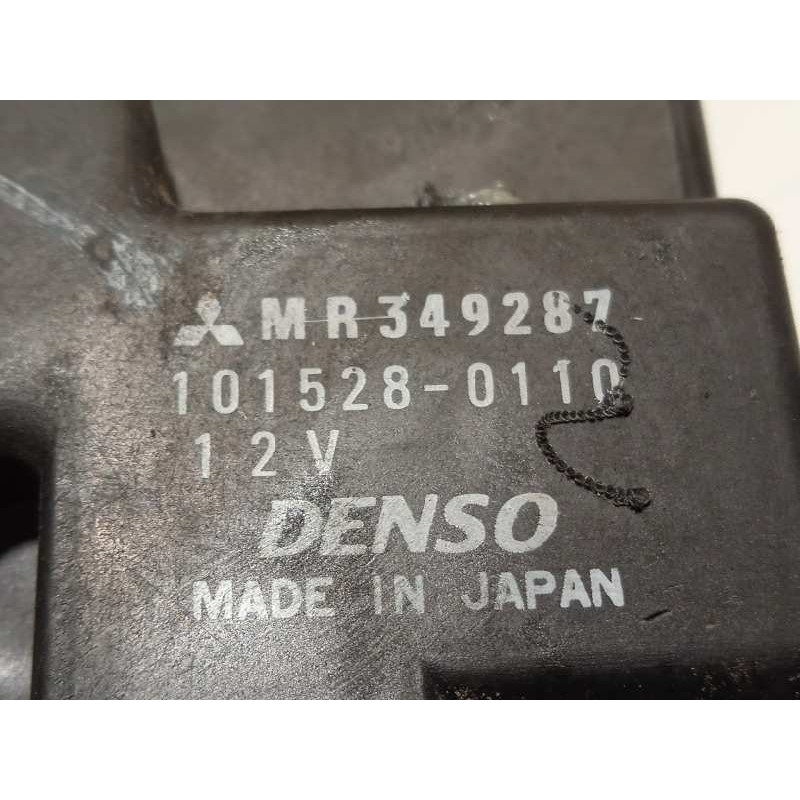 MR349287
101528-0110
12V
DENSO
MADE IN JAPAN